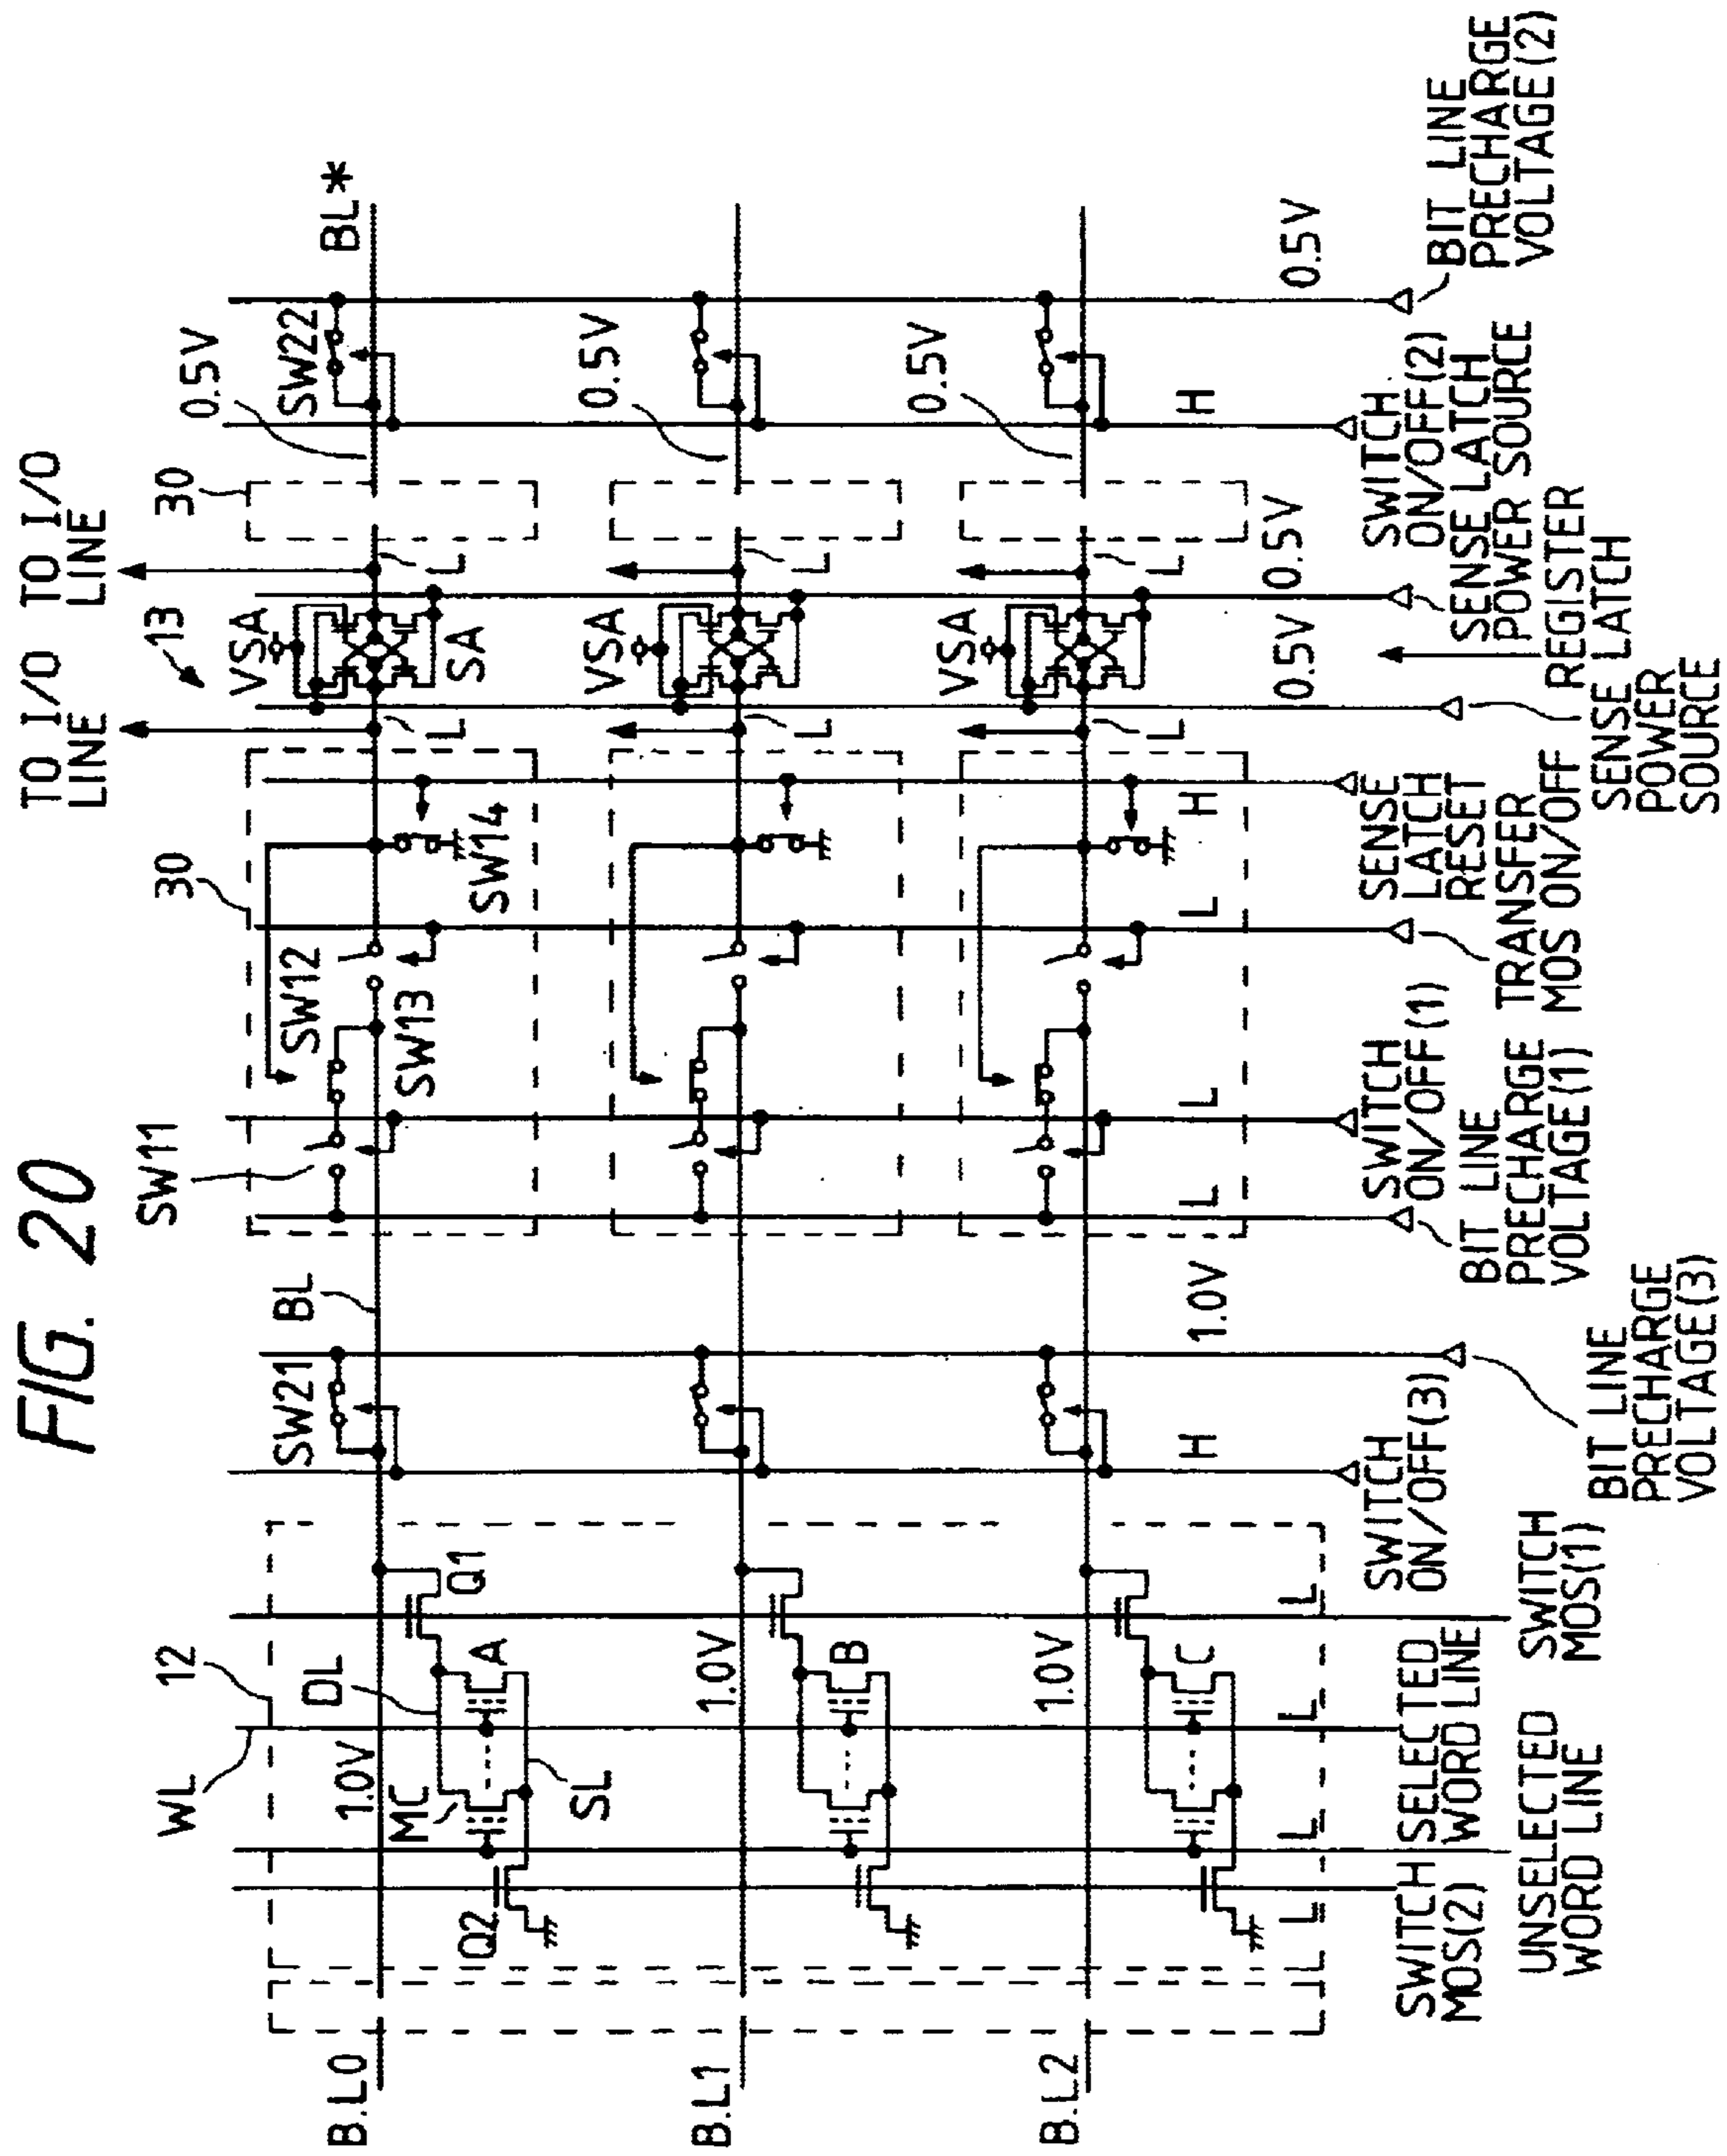 FIG. 20
TO I/O LINE
TO I/O LINE
13
30
30
SW11
12
WL
B.L0
1.0V
MC
DL
A
Q1
Q2
SL
SW21
BL
SW12
SW13
SW14
L
VSA
SA
L
0.5V
SW22
BL*
B.L1
1.0V
B
L
VSA
L
0.5V
B.L2
1.0V
C
L
VSA
L
0.5V
L
L
L
L
H
1.0V
L
L
L
H
0.5V
0.5V
H
0.5V
SWITCH
MOS(2)
UNSELECTED
WORD LINE
SELECTED
WORD LINE
SWITCH
MOS(1)
SWITCH
ON/OFF(3)
BIT LINE
PRECHARGE
VOLTAGE(3)
BIT LINE
PRECHARGE
VOLTAGE(1)
SWITCH
ON/OFF(1)
TRANSFER
MOS ON/OFF
SENSE
LATCH
RESET
SENSE LATCH
POWER
SOURCE
REGISTER
SENSE LATCH
POWER SOURCE
SWITCH
ON/OFF(2)
BIT LINE
PRECHARGE
VOLTAGE(2)